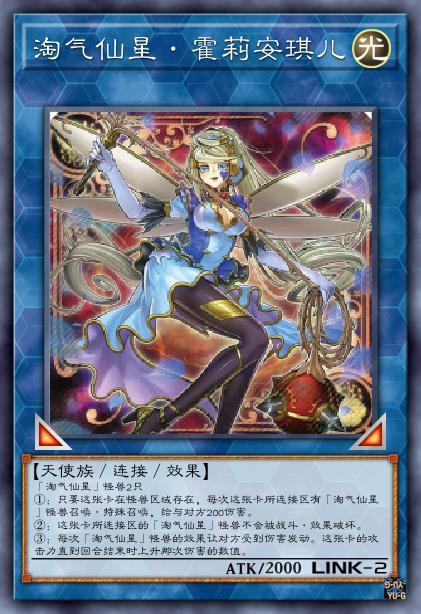 淘气仙星・霍莉安琪儿
光
【天使族／连接／效果】
「淘气仙星」怪兽2只
①：只要这张卡在怪兽区域存在，每次这张卡所连接区有「淘气仙星」
怪兽召唤・特殊召唤，给与对方200伤害。
②：这张卡所连接区的「淘气仙星」怪兽不会被战斗・效果破坏。
③：每次「淘气仙星」怪兽的效果让对方受到伤害发动。这张卡的攻
击力直到回合结束时上升那次伤害的数值。
ATK/2000 LINK-2